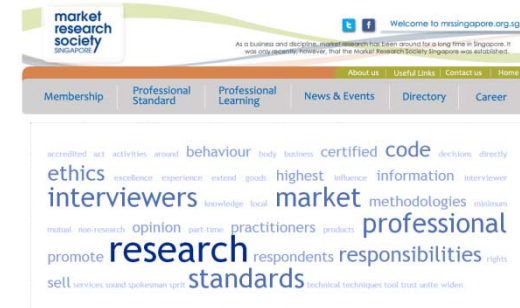 market
research
society
SINGAPORE
Welcome to mrssingapore.org.sg
As a business and discipline, market research has been around for a long time in Singapore. It
was only recently, however, that the Market Research Society Singapore was established.
About us | Useful Links | Contact us | Home
Membership Professional Standard Professional Learning News & Events Directory Career
accredited act activities around behaviour body business certified code decisions directly
ethics excellence experience extend goods highest influence information interviewer
interviewers knowledge local market methodologies minimum
mutual non-research opinion part-time practitioners products professional
promote research respondents responsibilities rights
sell services sound spokesman sprit standards technical techniques tool trust unite widen